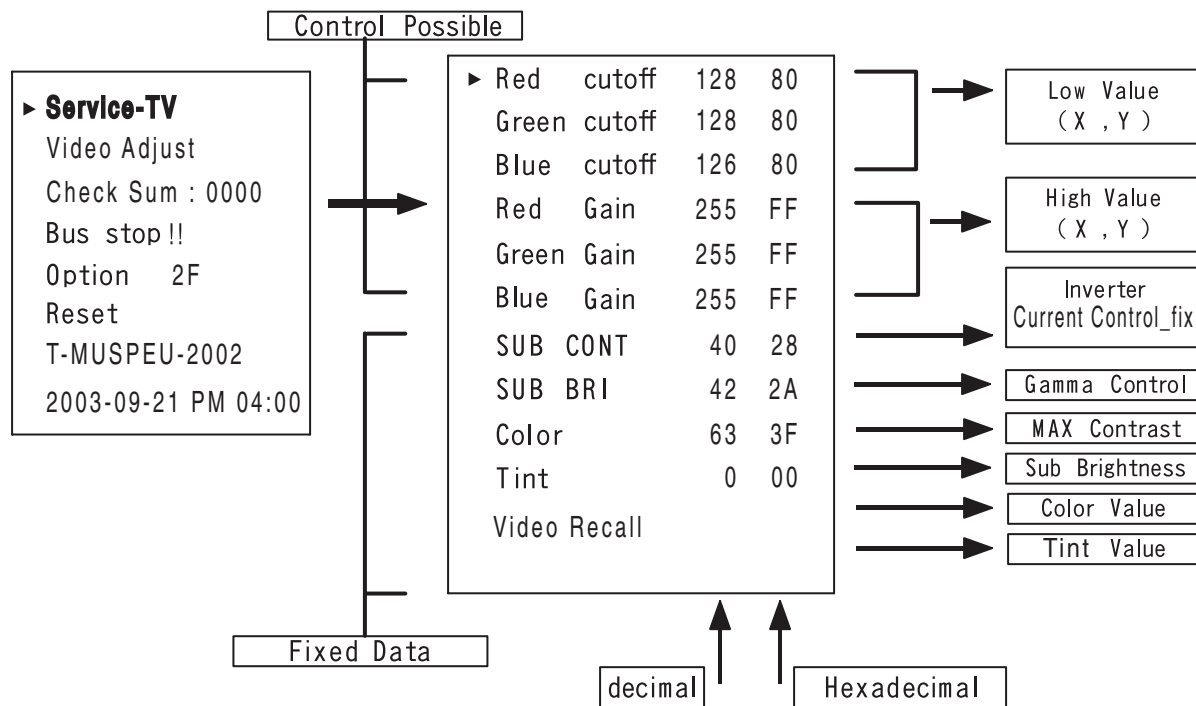 Control Possible
▶ Service-TV
Video Adjust
Check Sum : 0000
Bus stop !!
Option 2F
Reset
T-MUSPEU-2002
2003-09-21 PM 04:00
▶ Red cutoff 128 80
Green cutoff 128 80
Blue cutoff 126 80
Red Gain 255 FF
Green Gain 255 FF
Blue Gain 255 FF
SUB CONT 40 28
SUB BRI 42 2A
Color 63 3F
Tint 0 00
Video Recall
Low Value
( X , Y )
High Value
( X , Y )
Inverter
Current Control_fix
Gamma Control
MAX Contrast
Sub Brightness
Color Value
Tint Value
Fixed Data
decimal
Hexadecimal